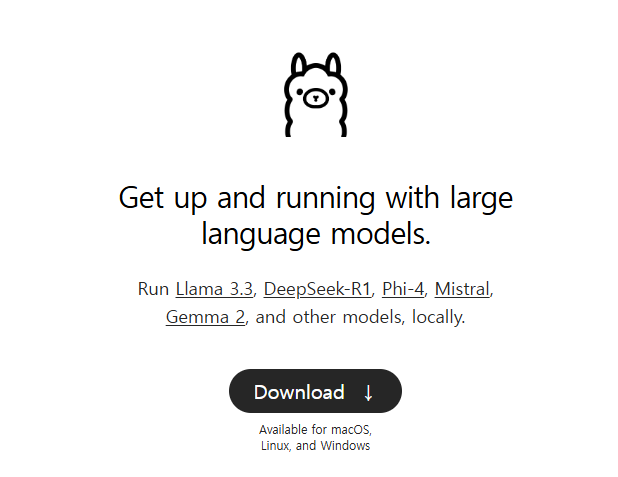 Get up and running with large
language models.
Run Llama 3.3, DeepSeek-R1, Phi-4, Mistral,
Gemma 2, and other models, locally.
Download ↓
Available for macOS,
Linux, and Windows